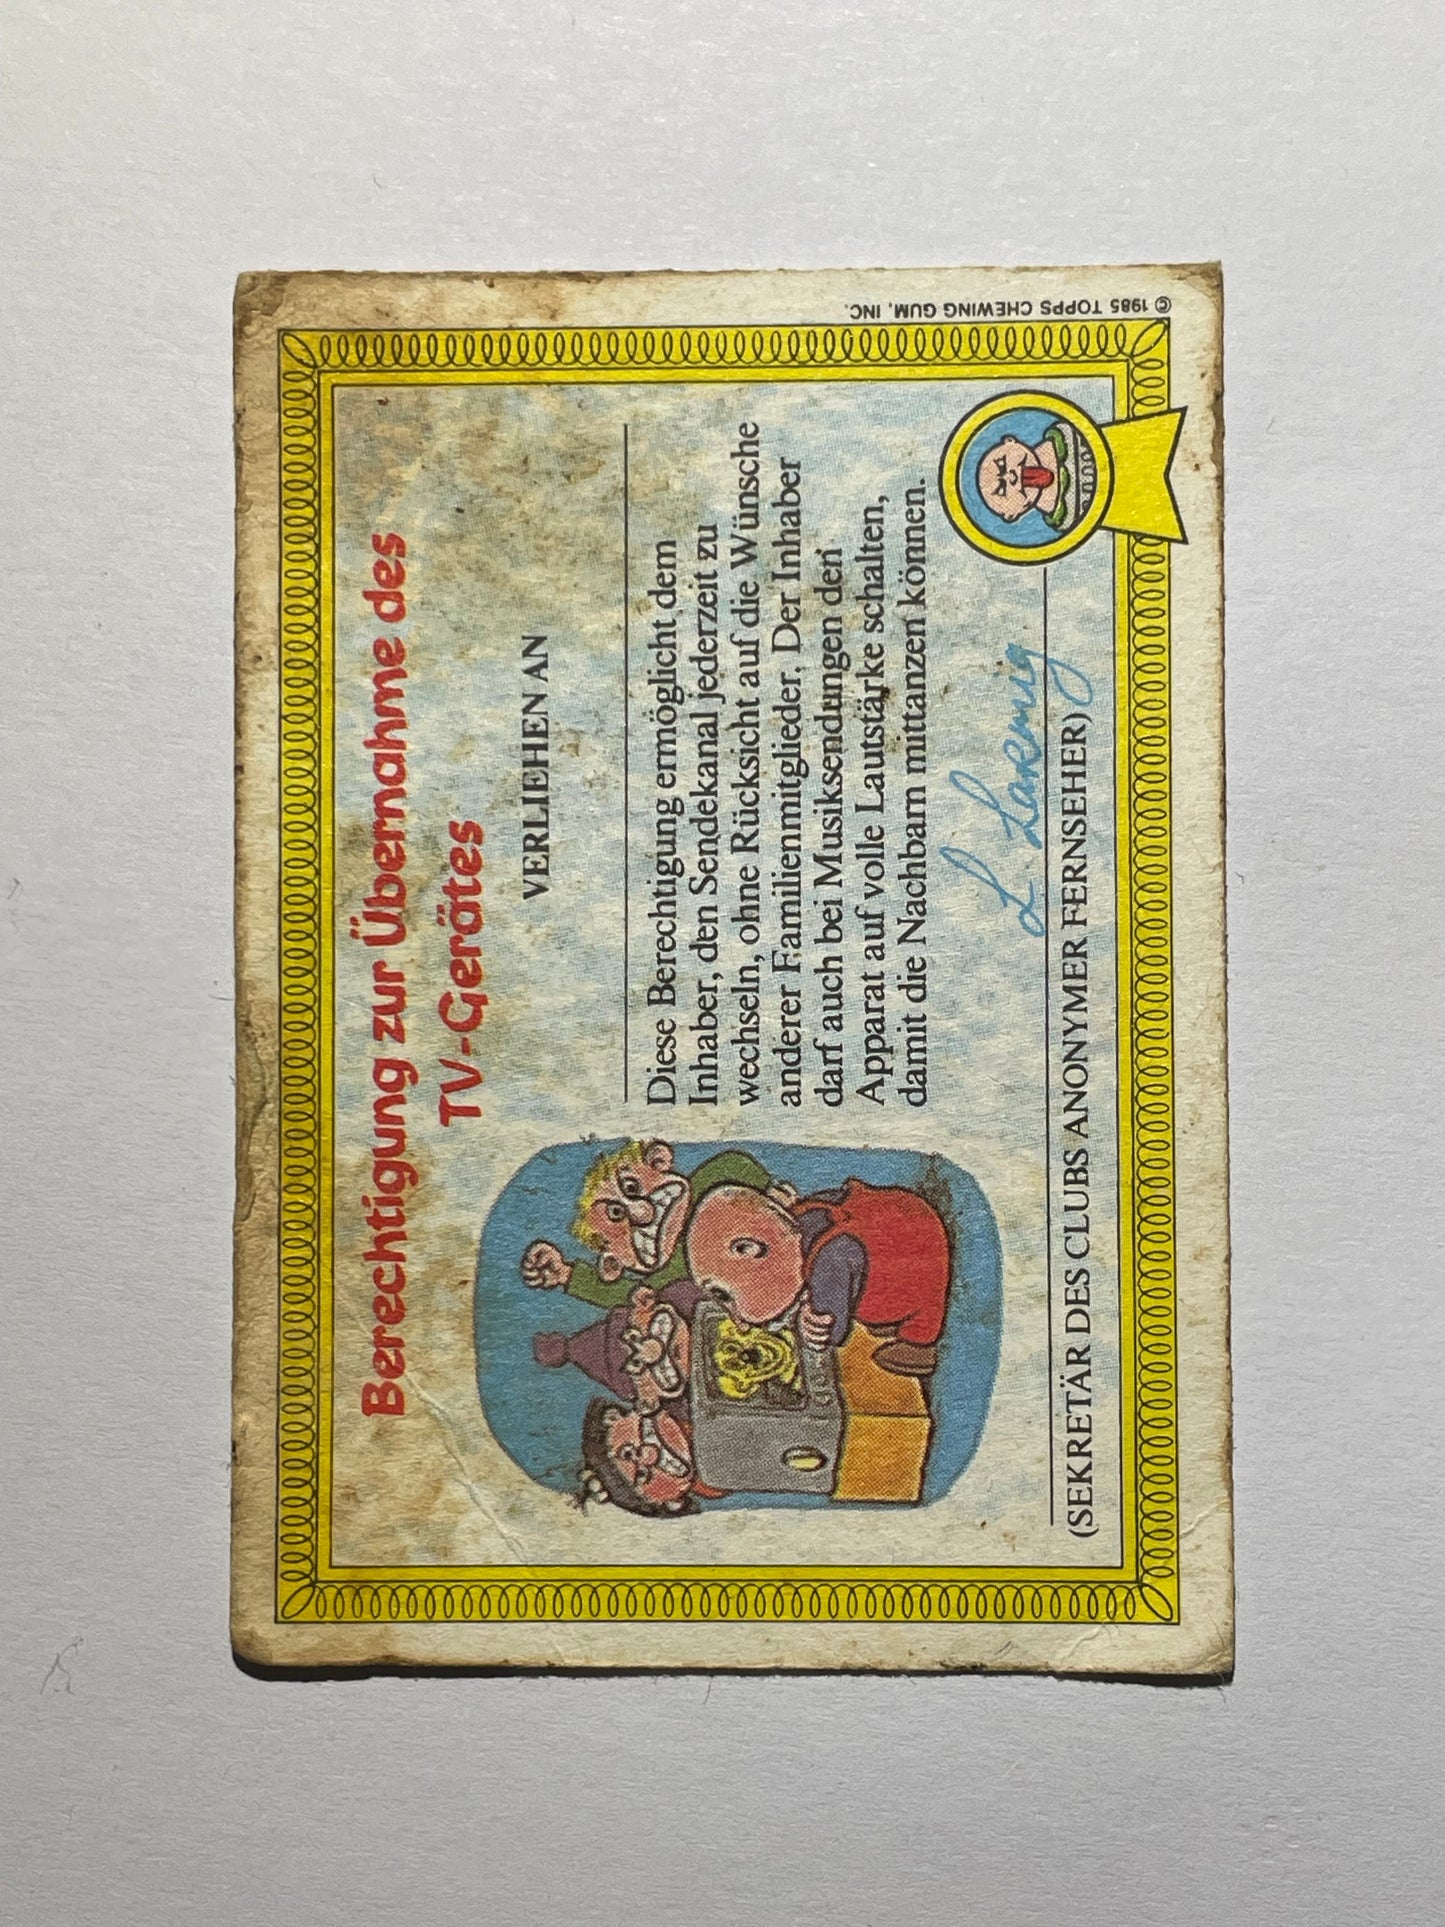 Berechtigung zur Übernahme des
TV-Gerätes
VERLIEHEN AN
Diese Berechtigung ermöglicht dem
Inhaber, den Sendekanal jederzeit zu
wechseln, ohne Rücksicht auf die Wünsche
anderer Familienmitglieder. Der Inhaber
darf auch bei Musiksendungen den
Apparat auf volle Lautstärke schalten,
damit die Nachbarn mittanzen können.
L. Larmig
(SEKRETÄR DES CLUBS ANONYMER FERNSEHER)
© 1985 TOPPS CHEWING GUM, INC.